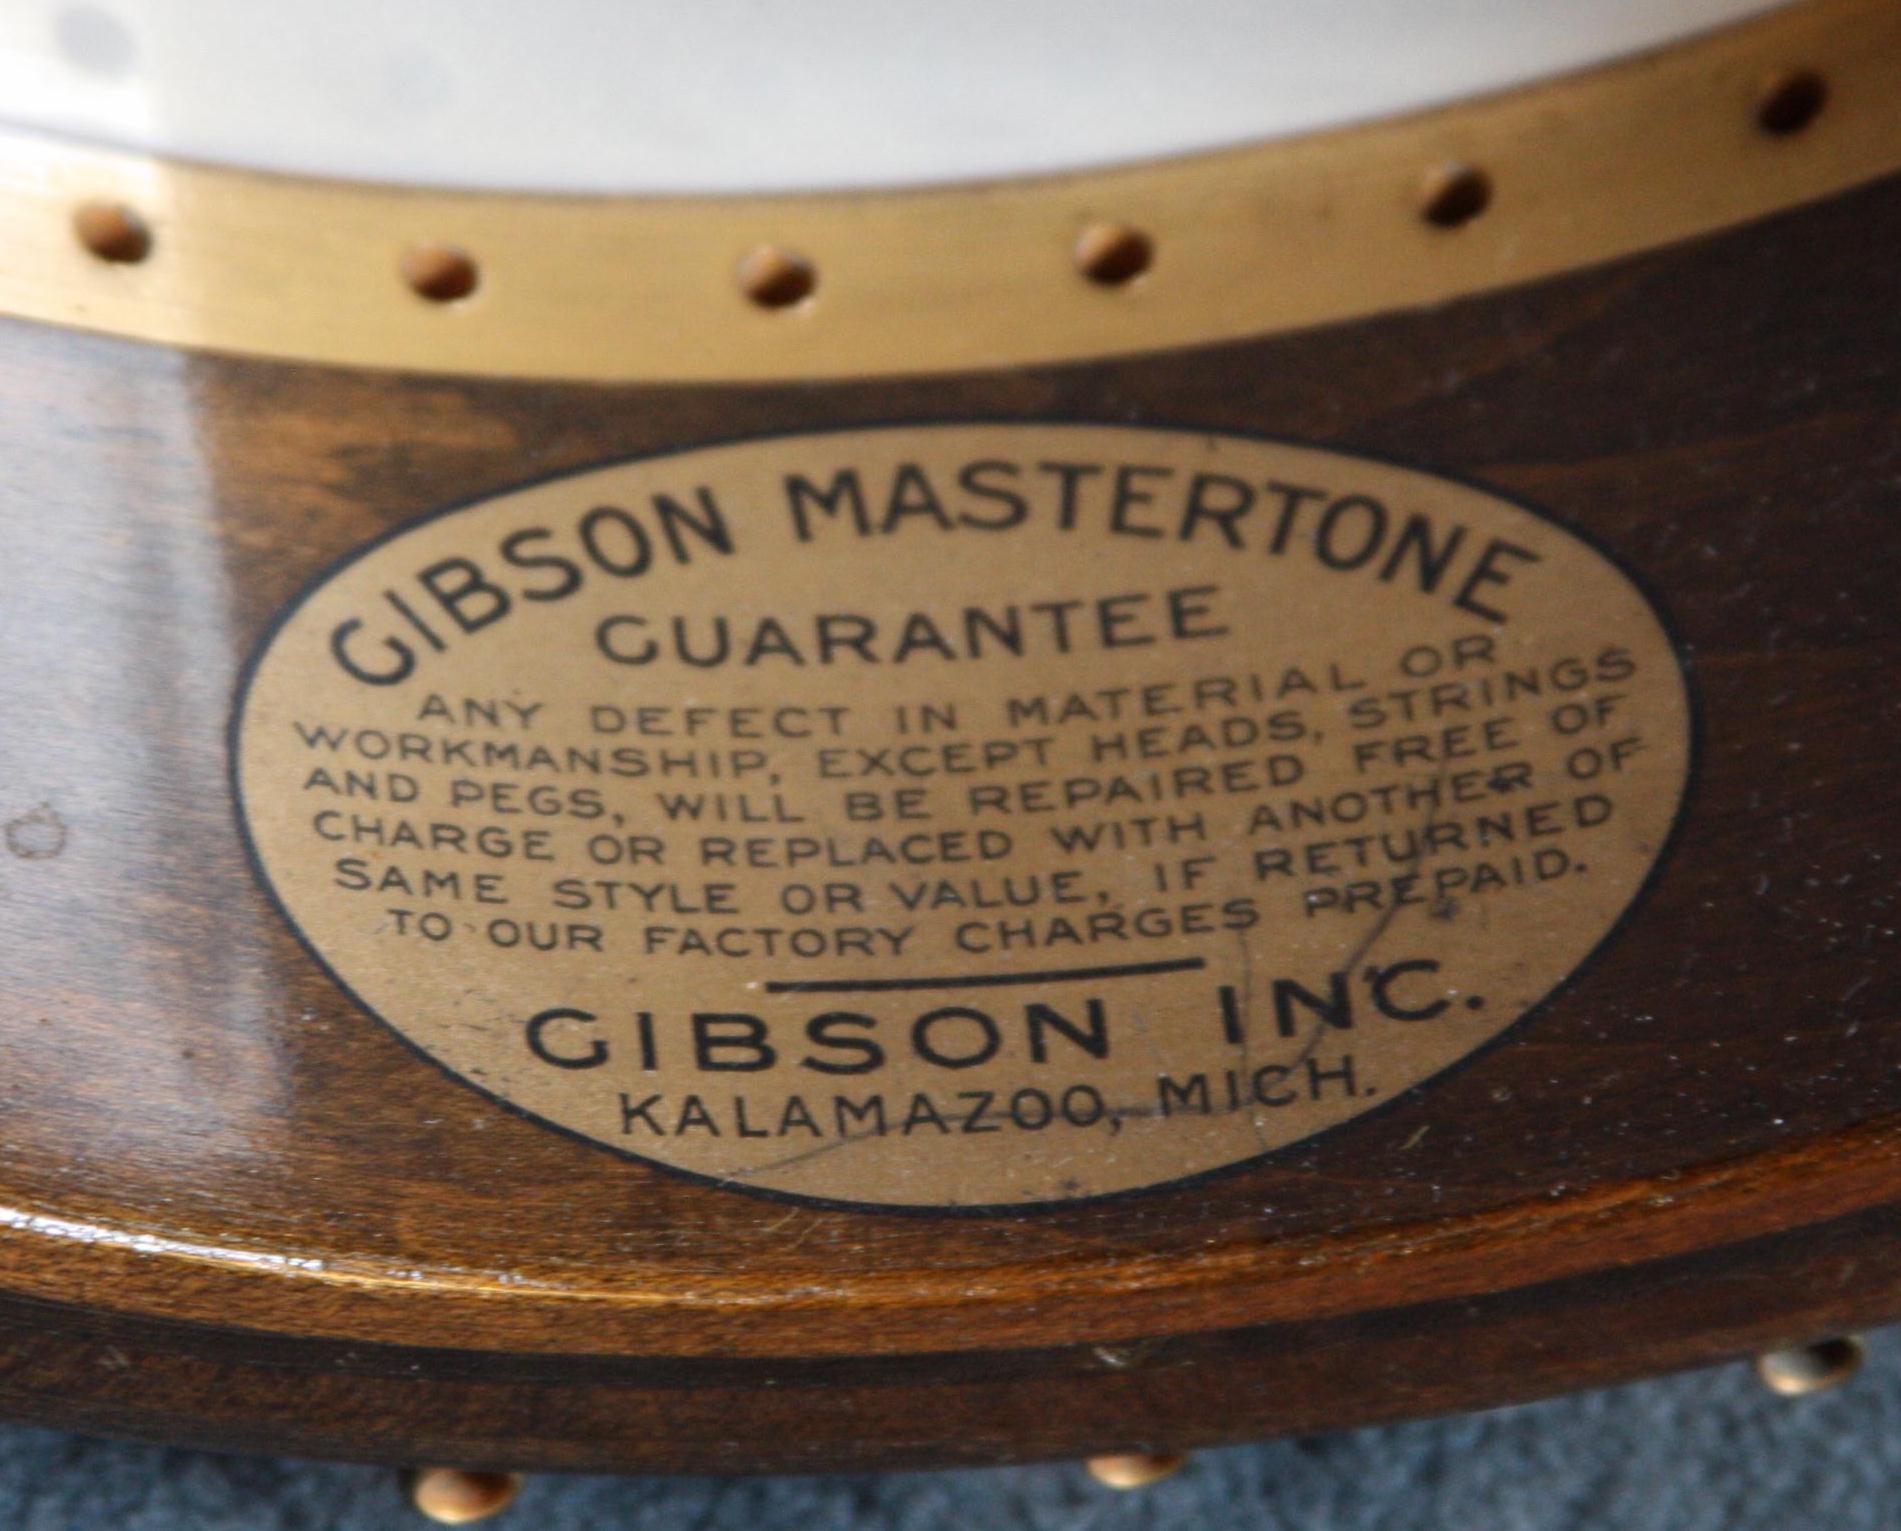 GIBSON MASTERTONE
GUARANTEE
ANY DEFECT IN MATERIAL OR
WORKMANSHIP, EXCEPT HEADS, STRINGS
AND PEGS, WILL BE REPAIRED FREE OF
CHARGE OR REPLACED WITH ANOTHER OF
SAME STYLE OR VALUE, IF RETURNED
TO OUR FACTORY CHARGES PREPAID.
GIBSON INC.
KALAMAZOO, MICH.